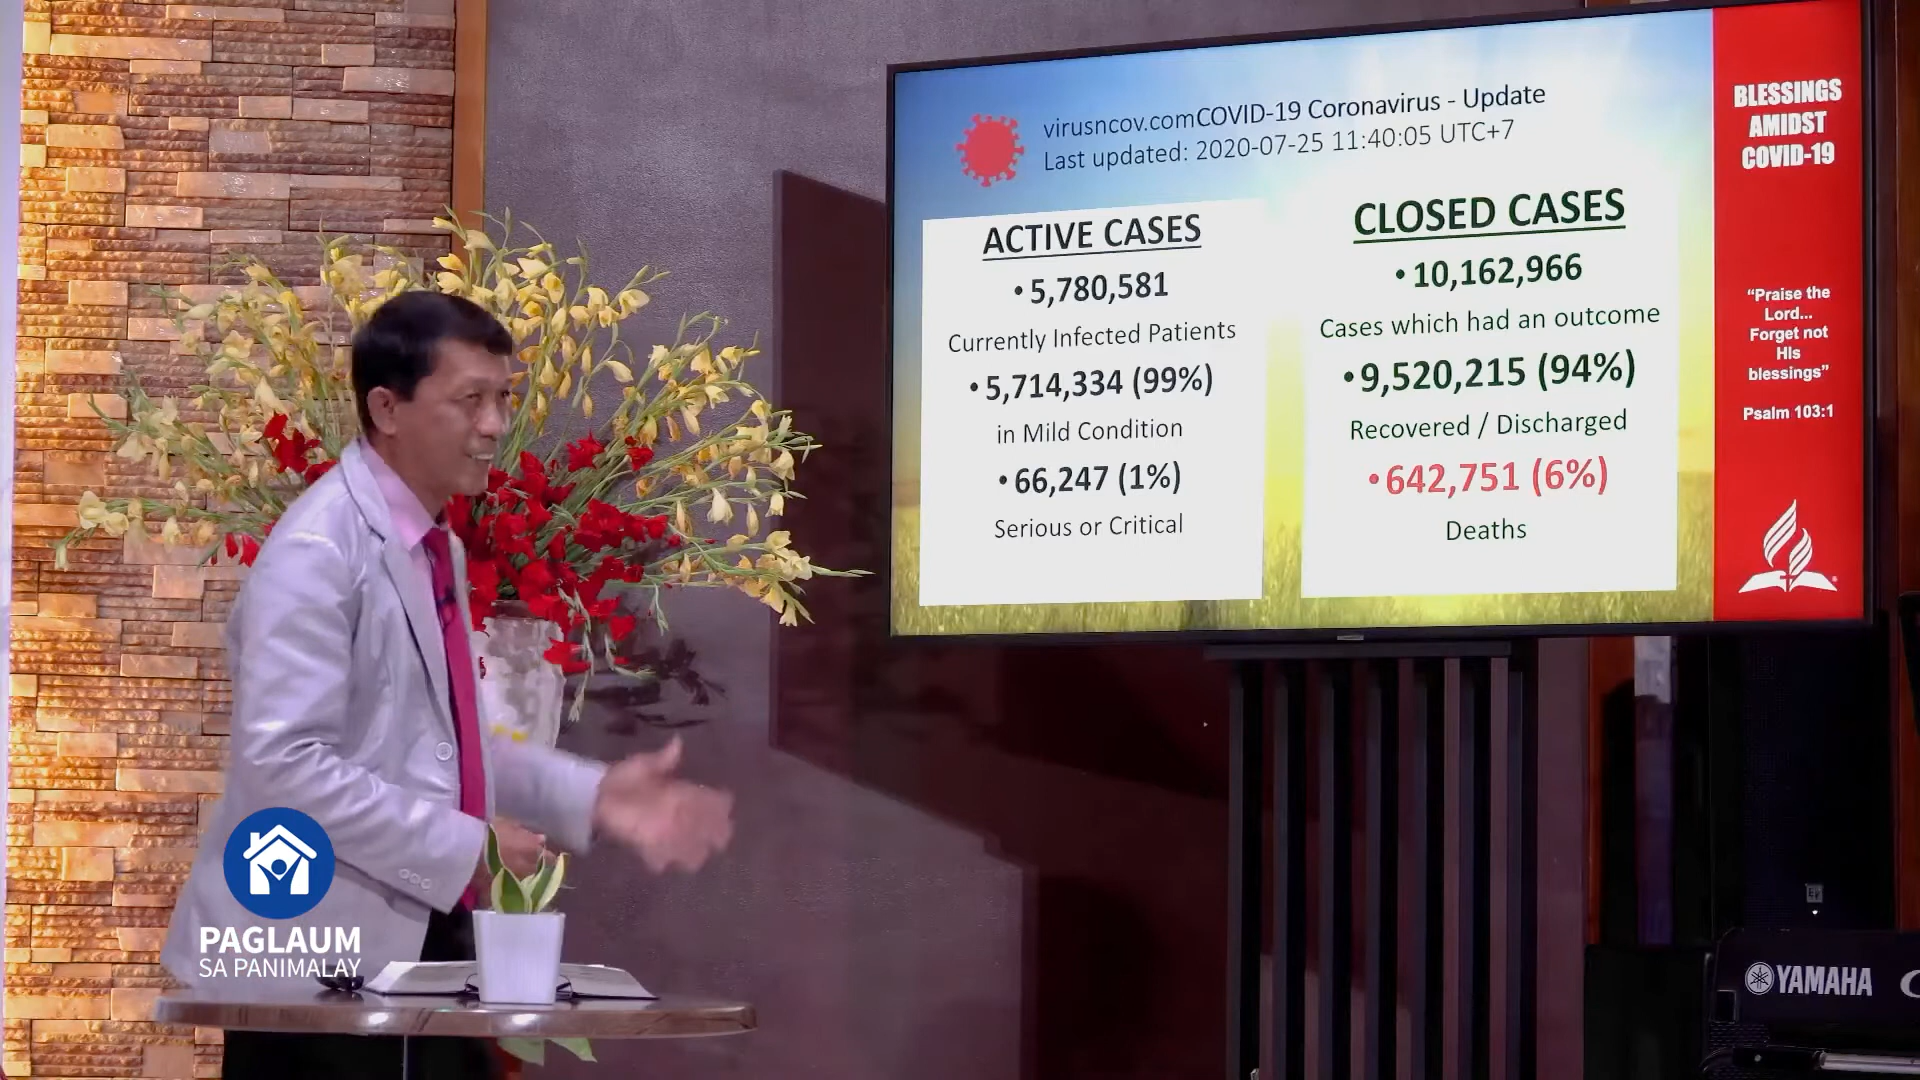 virusncov.comCOVID-19 Coronavirus - Update
Last updated: 2020-07-25 11:40:05 UTC+7
ACTIVE CASES
•5,780,581
Currently Infected Patients
•5,714,334 (99%)
in Mild Condition
•66,247 (1%)
Serious or Critical
CLOSED CASES
•10,162,966
Cases which had an outcome
•9,520,215 (94%)
Recovered / Discharged
•642,751 (6%)
Deaths
BLESSINGS
AMIDST
COVID-19
“Praise the
Lord...
Forget not
HIs
blessings”
Psalm 103:1
PAGLAUM
SA PANIMALAY
YAMAHA